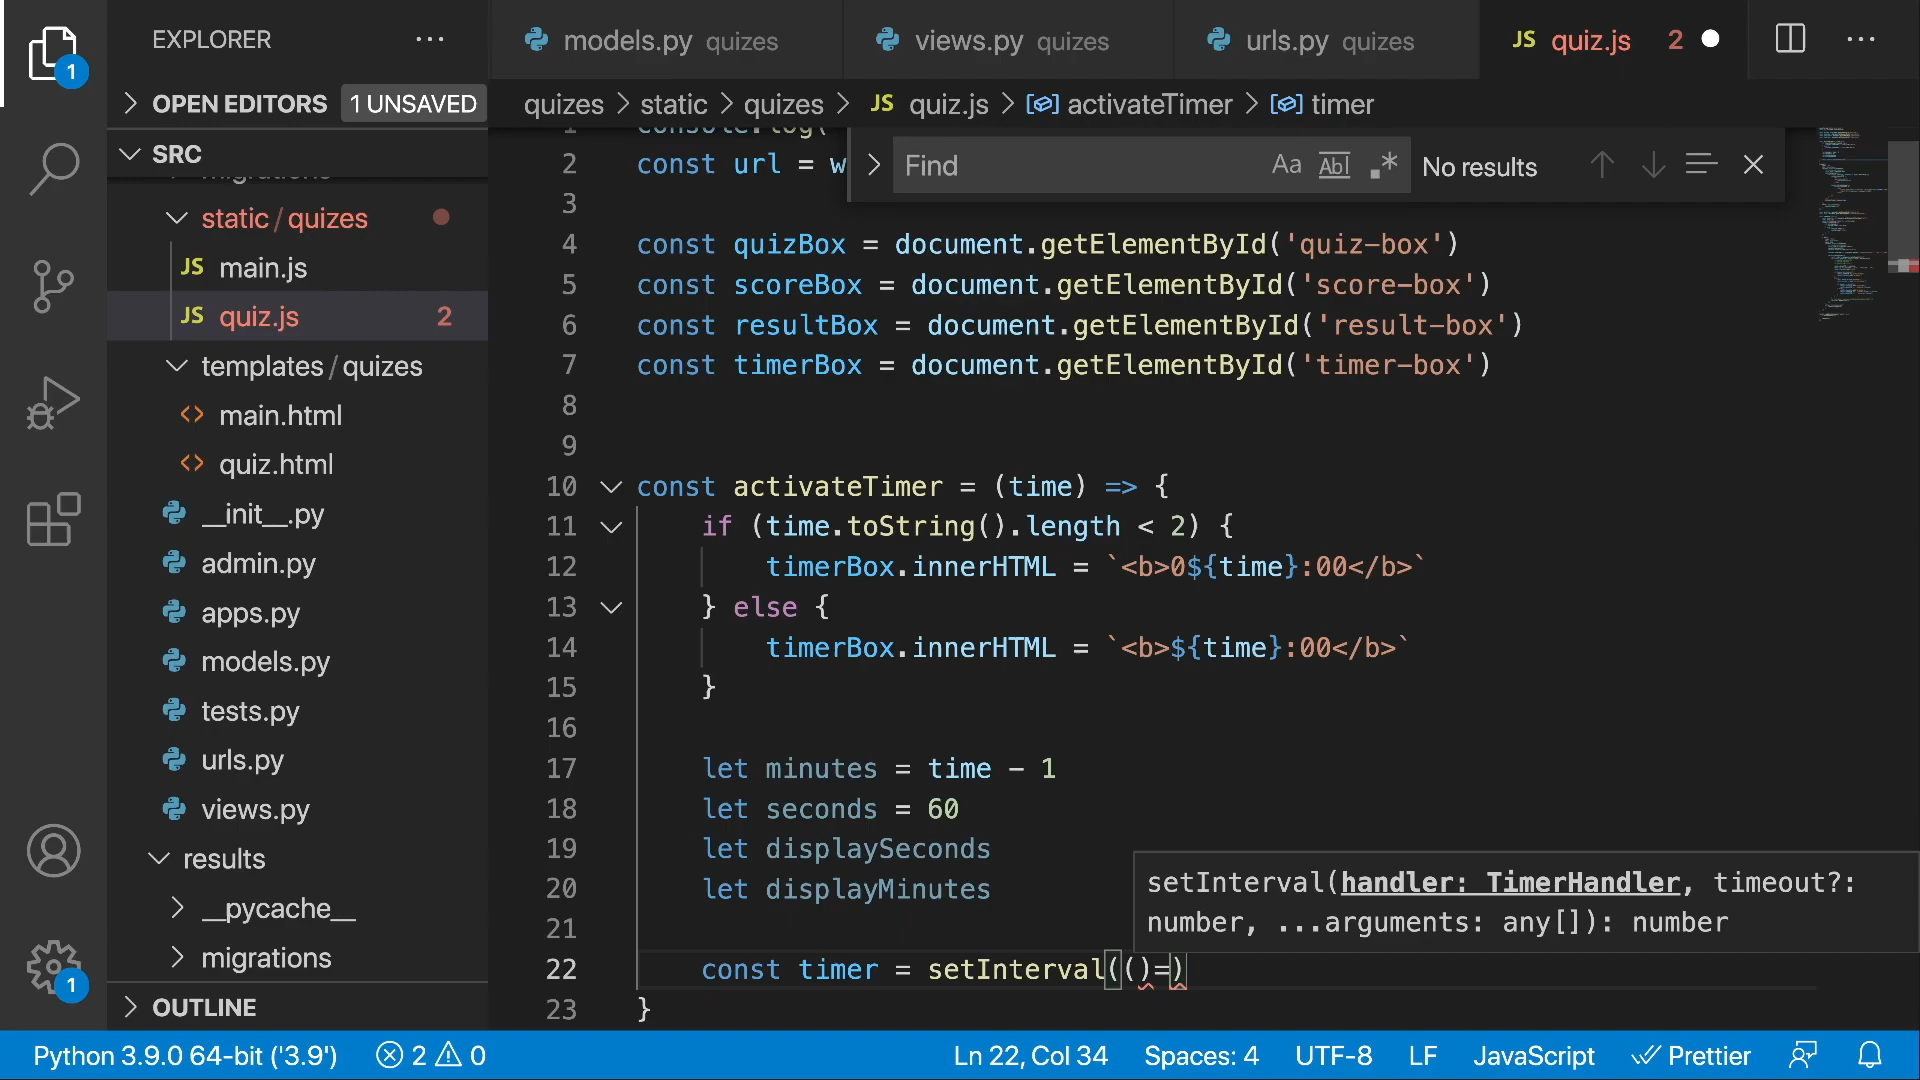 EXPLORER
models.py quizes
views.py quizes
urls.py quizes
JS quiz.js 2
1
OPEN EDITORS 1 UNSAVED
quizes > static > quizes > JS quiz.js > activateTimer > timer
SRC
migrations
static / quizes
JS main.js
JS quiz.js 2
templates / quizes
<> main.html
<> quiz.html
__init__.py
admin.py
apps.py
models.py
tests.py
urls.py
views.py
results
__pycache__
migrations
OUTLINE
1
Find Aa Abl .* No results
1 console.log(
2 const url = w
3
4 const quizBox = document.getElementById('quiz-box')
5 const scoreBox = document.getElementById('score-box')
6 const resultBox = document.getElementById('result-box')
7 const timerBox = document.getElementById('timer-box')
8
9
10 const activateTimer = (time) => {
11 if (time.toString().length < 2) {
12 timerBox.innerHTML = `<b>0${time}:00</b>`
13 } else {
14 timerBox.innerHTML = `<b>${time}:00</b>`
15 }
16
17 let minutes = time - 1
18 let seconds = 60
19 let displaySeconds
20 let displayMinutes
21
22 const timer = setInterval(()=)
23 }
setInterval(handler: TimerHandler, timeout?:
number, ...arguments: any[]): number
Python 3.9.0 64-bit ('3.9') 2 0 Ln 22, Col 34 Spaces: 4 UTF-8 LF JavaScript Prettier